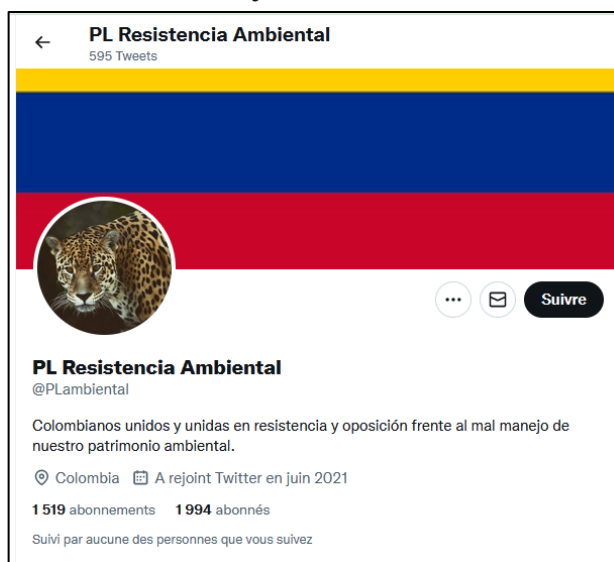 PL Resistencia Ambiental
595 Tweets
Suivre
PL Resistencia Ambiental
@PLambiental
Colombianos unidos y unidas en resistencia y oposición frente al mal manejo de
nuestro patrimonio ambiental.
Colombia A rejoint Twitter en juin 2021
1 519 abonnements 1 994 abonnés
Suivi par aucune des personnes que vous suivez